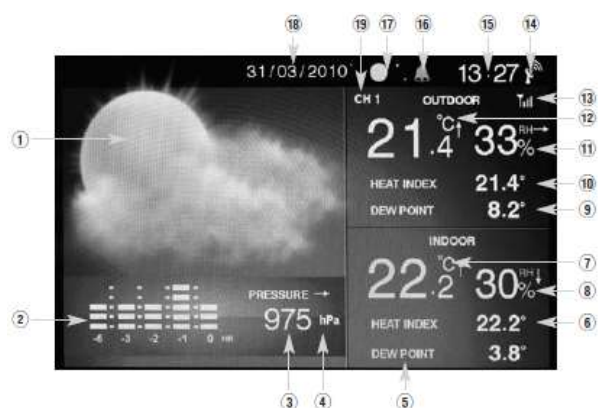 18 17 16 15 14
19
31/03/2010 13:27
CH 1 OUTDOOR
13
12
1
21.4 °C 33 RH %
11
HEAT INDEX 21.4°
10
DEW POINT 8.2°
9
INDOOR
7
22.2 °C 30 RH %
8
PRESSURE
2
975 hPa
HEAT INDEX 22.2°
6
-6 -3 -2 -1 0 HR
DEW POINT 3.8°
3 4 5